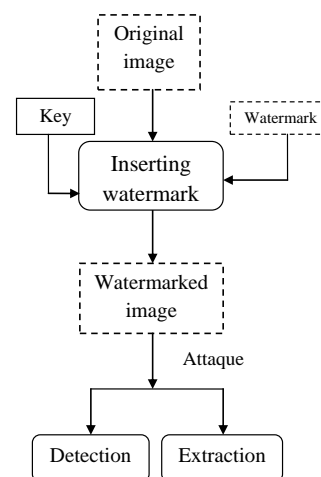 Original
image
Key
Watermark
Inserting
watermark
Watermarked
image
Attaque
Detection
Extraction